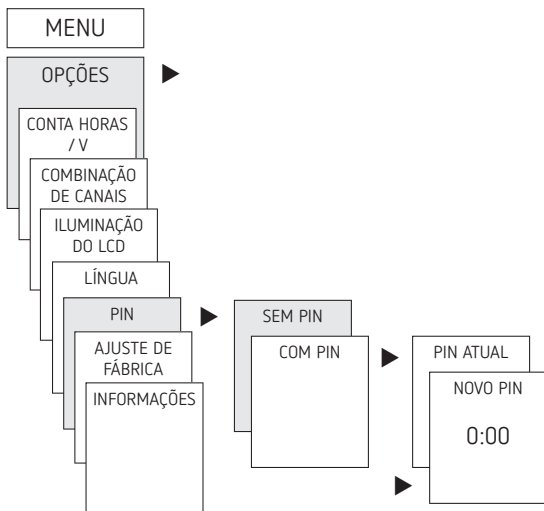 MENU
OPÇÕES
CONTA HORAS
/ V
COMBINAÇÃO
DE CANAIS
ILUMINAÇÃO
DO LCD
LÍNGUA
PIN
AJUSTE DE
FÁBRICA
INFORMAÇÕES
SEM PIN
COM PIN
PIN ATUAL
NOVO PIN
0:00